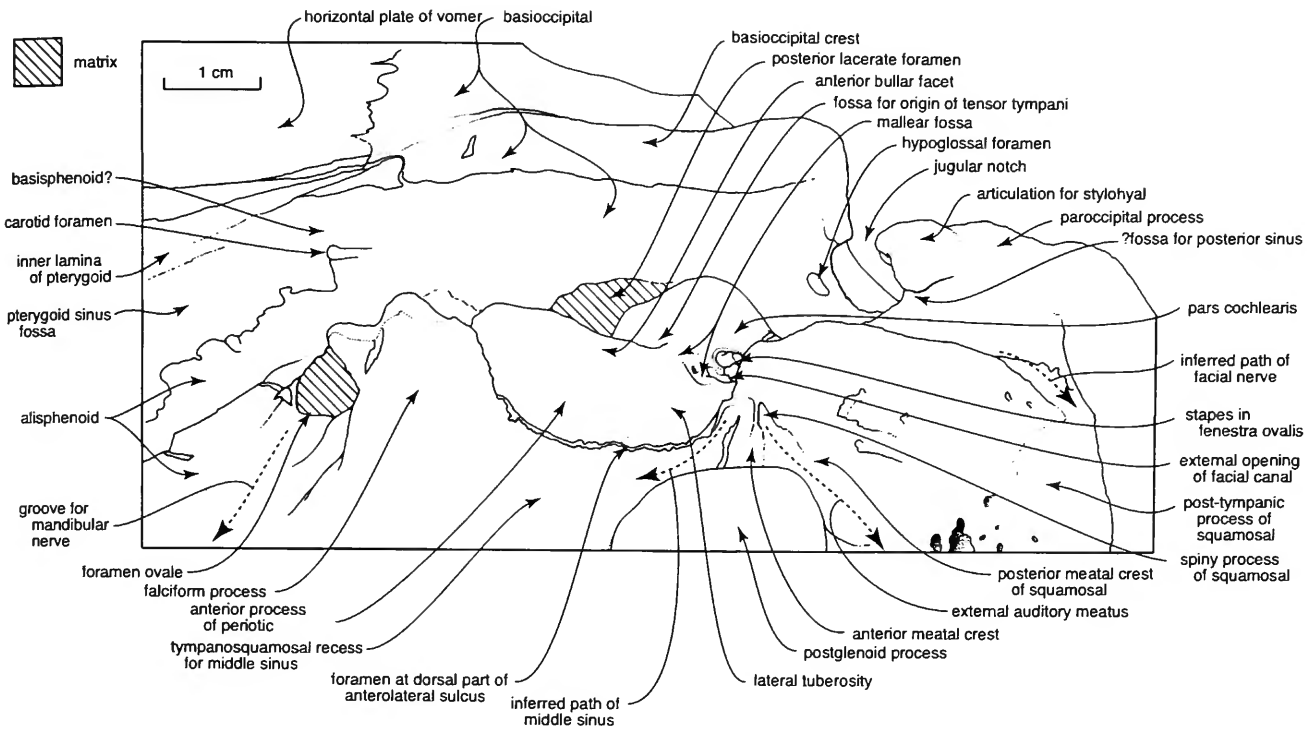 horizontal plate of vomer
basioccipital
matrix
1 cm
basioccipital crest
posterior lacerate foramen
anterior bullar facet
fossa for origin of tensor tympani
mallear fossa
hypoglossal foramen
jugular notch
articulation for stylohyal
paroccipital process
?fossa for posterior sinus
pars cochlearis
inferred path of
facial nerve
stapes in
fenestra ovalis
external opening
of facial canal
post-tympanic
process of
squamosal
spiny process
of squamosal
basisphenoid?
carotid foramen
inner lamina
of pterygoid
pterygoid sinus
fossa
alisphenoid
groove for
mandibular
nerve
foramen ovale
falciform process
anterior process
of periotic
tympanosquamosal recess
for middle sinus
foramen at dorsal part of
anterolateral sulcus
inferred path of
middle sinus
lateral tuberosity
postglenoid process
anterior meatal crest
external auditory meatus
posterior meatal crest
of squamosal